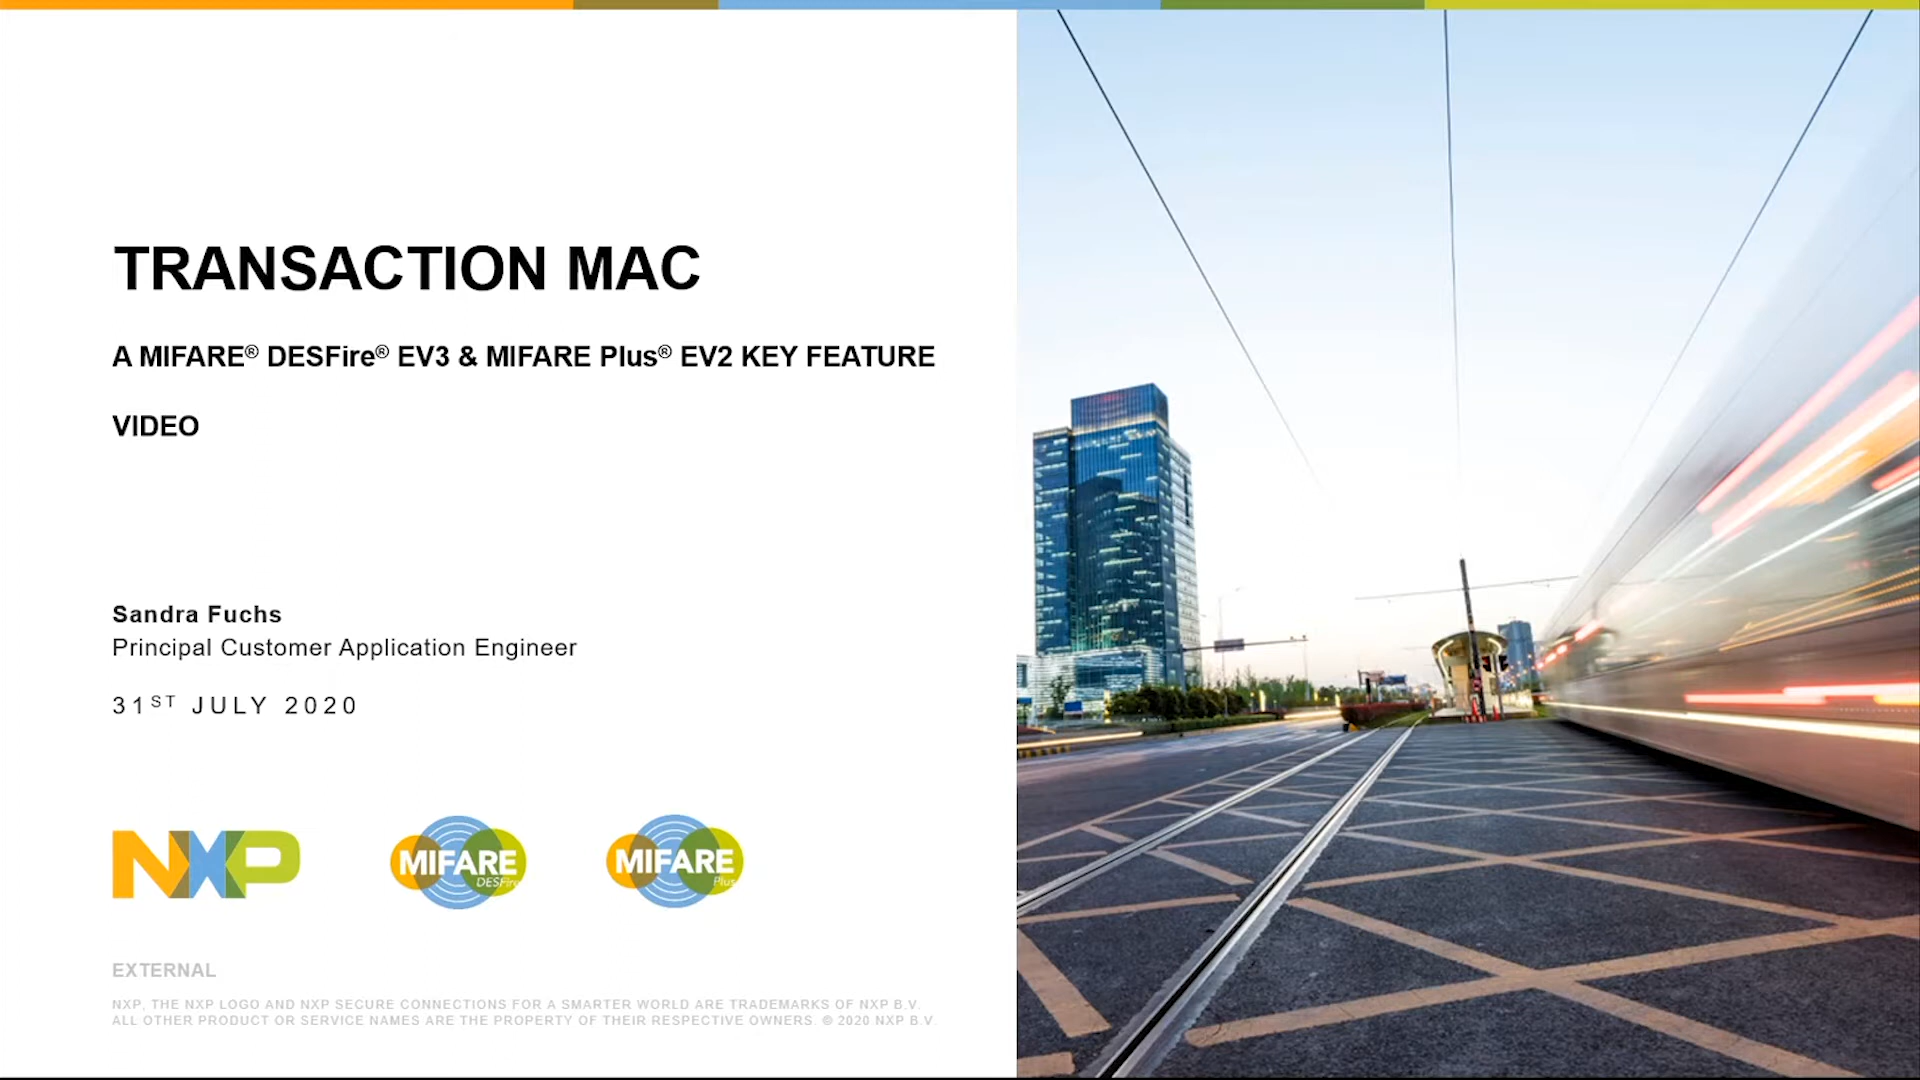 TRANSACTION MAC
A MIFARE® DESFire® EV3 & MIFARE Plus® EV2 KEY FEATURE
VIDEO
Sandra Fuchs
Principal Customer Application Engineer
31ST JULY 2020
NXP
MIFARE
DESFire
MIFARE
Plus
EXTERNAL
NXP, THE NXP LOGO AND NXP SECURE CONNECTIONS FOR A SMARTER WORLD ARE TRADEMARKS OF NXP B.V.
ALL OTHER PRODUCT OR SERVICE NAMES ARE THE PROPERTY OF THEIR RESPECTIVE OWNERS. © 2020 NXP B.V.